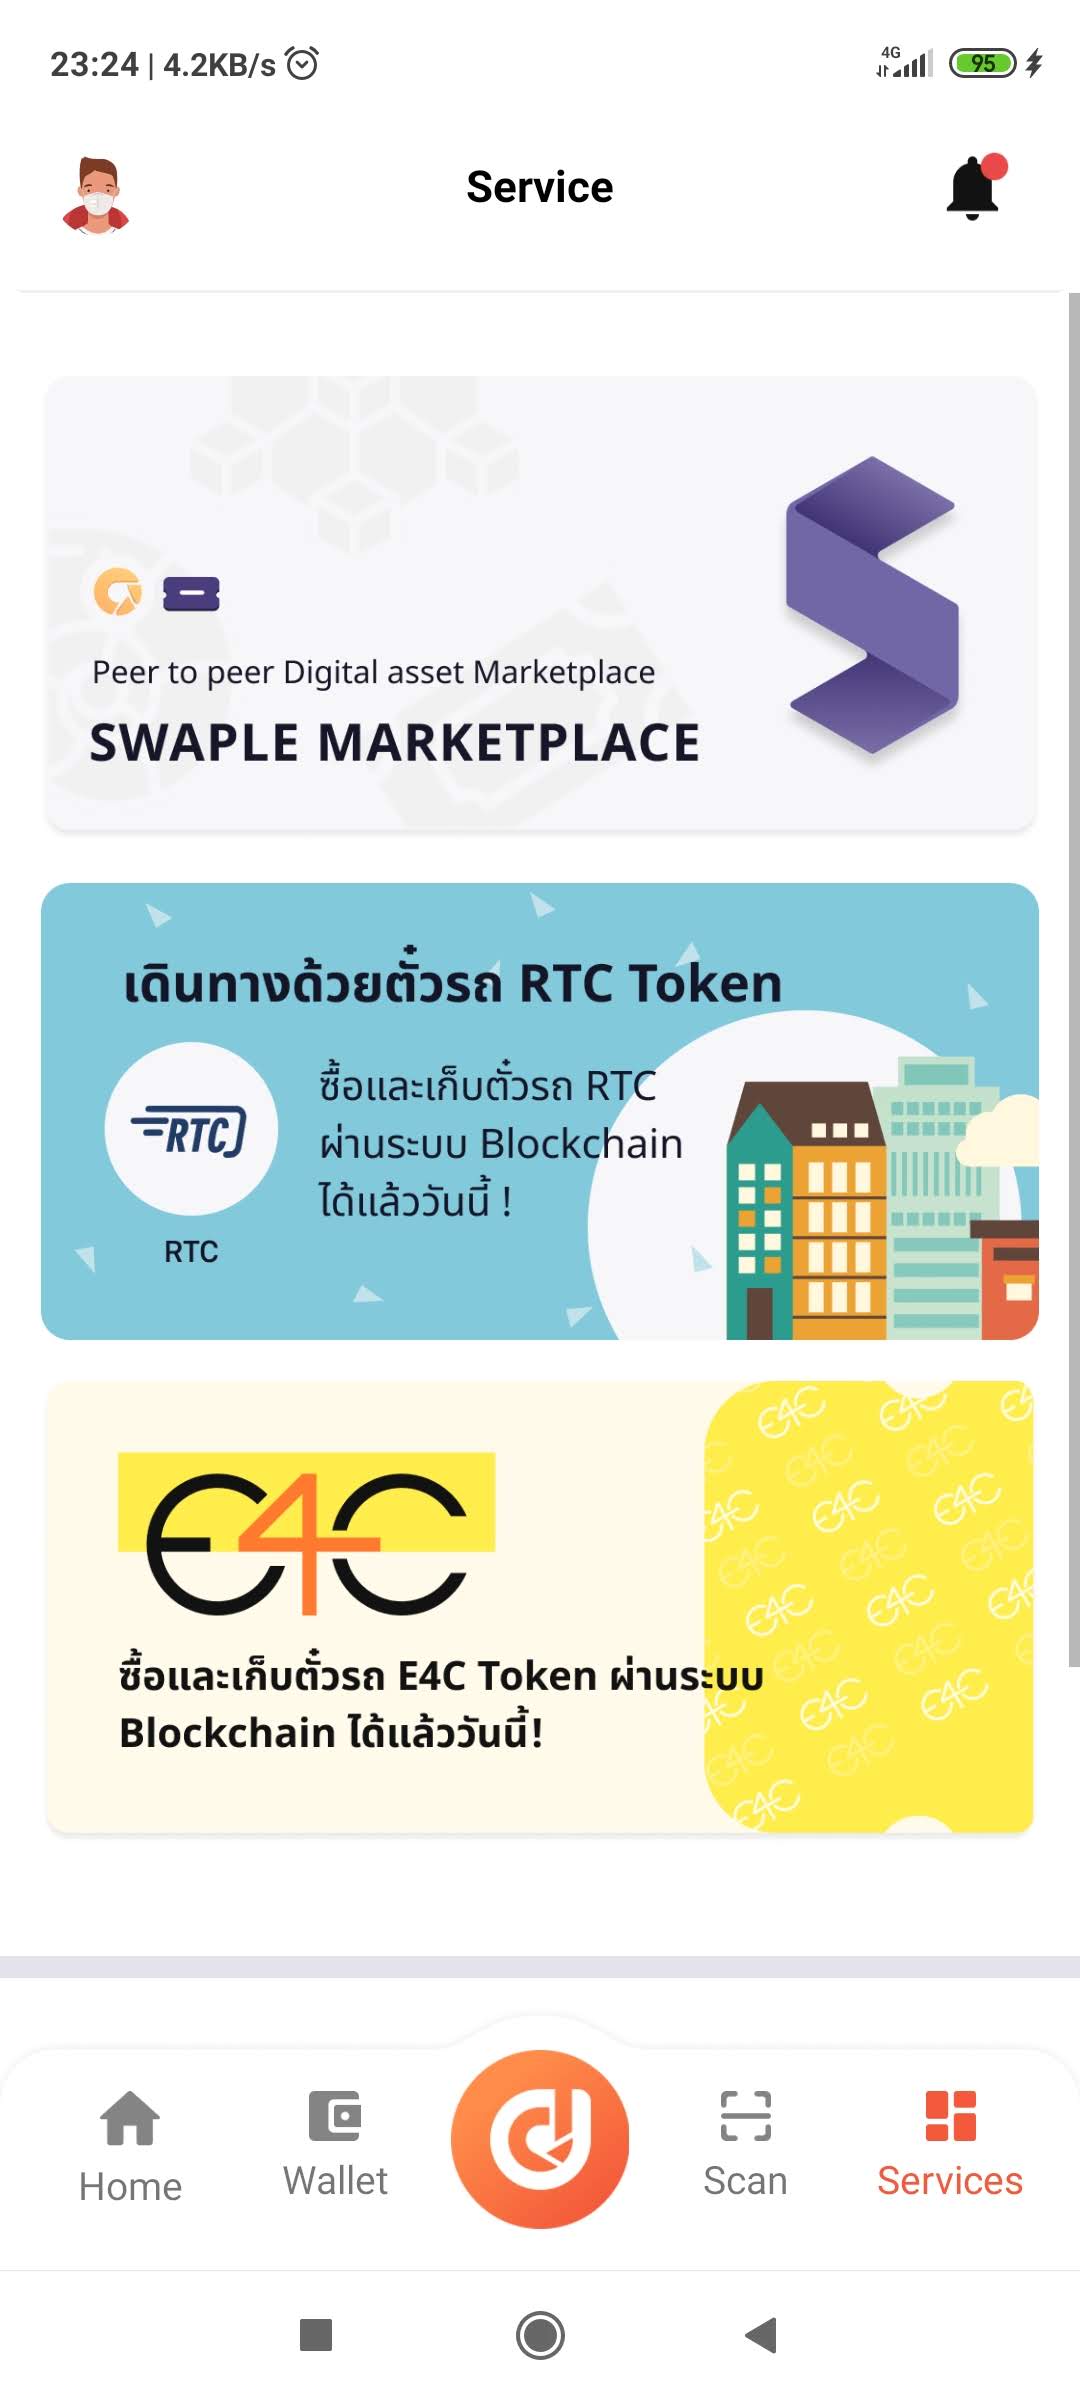 23:24 | 4.2KB/s
4G
95
Service
Peer to peer Digital asset Marketplace
SWAPLE MARKETPLACE
เดินทางด้วยตั๋วรถ RTC Token
RTC
ซื้อและเก็บตั๋วรถ RTC
ผ่านระบบ Blockchain
ได้แล้ววันนี้ !
RTC
E4C
ซื้อและเก็บตั๋วรถ E4C Token ผ่านระบบ
Blockchain ได้แล้ววันนี้!
Home
Wallet
Scan
Services